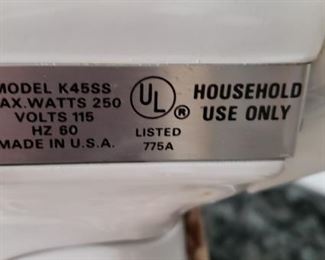 MODEL K45SS
AX. WATTS 250
VOLTS 115
HZ 60
MADE IN U.S.A.
UL ®
LISTED
775A
HOUSEHOLD
USE ONLY